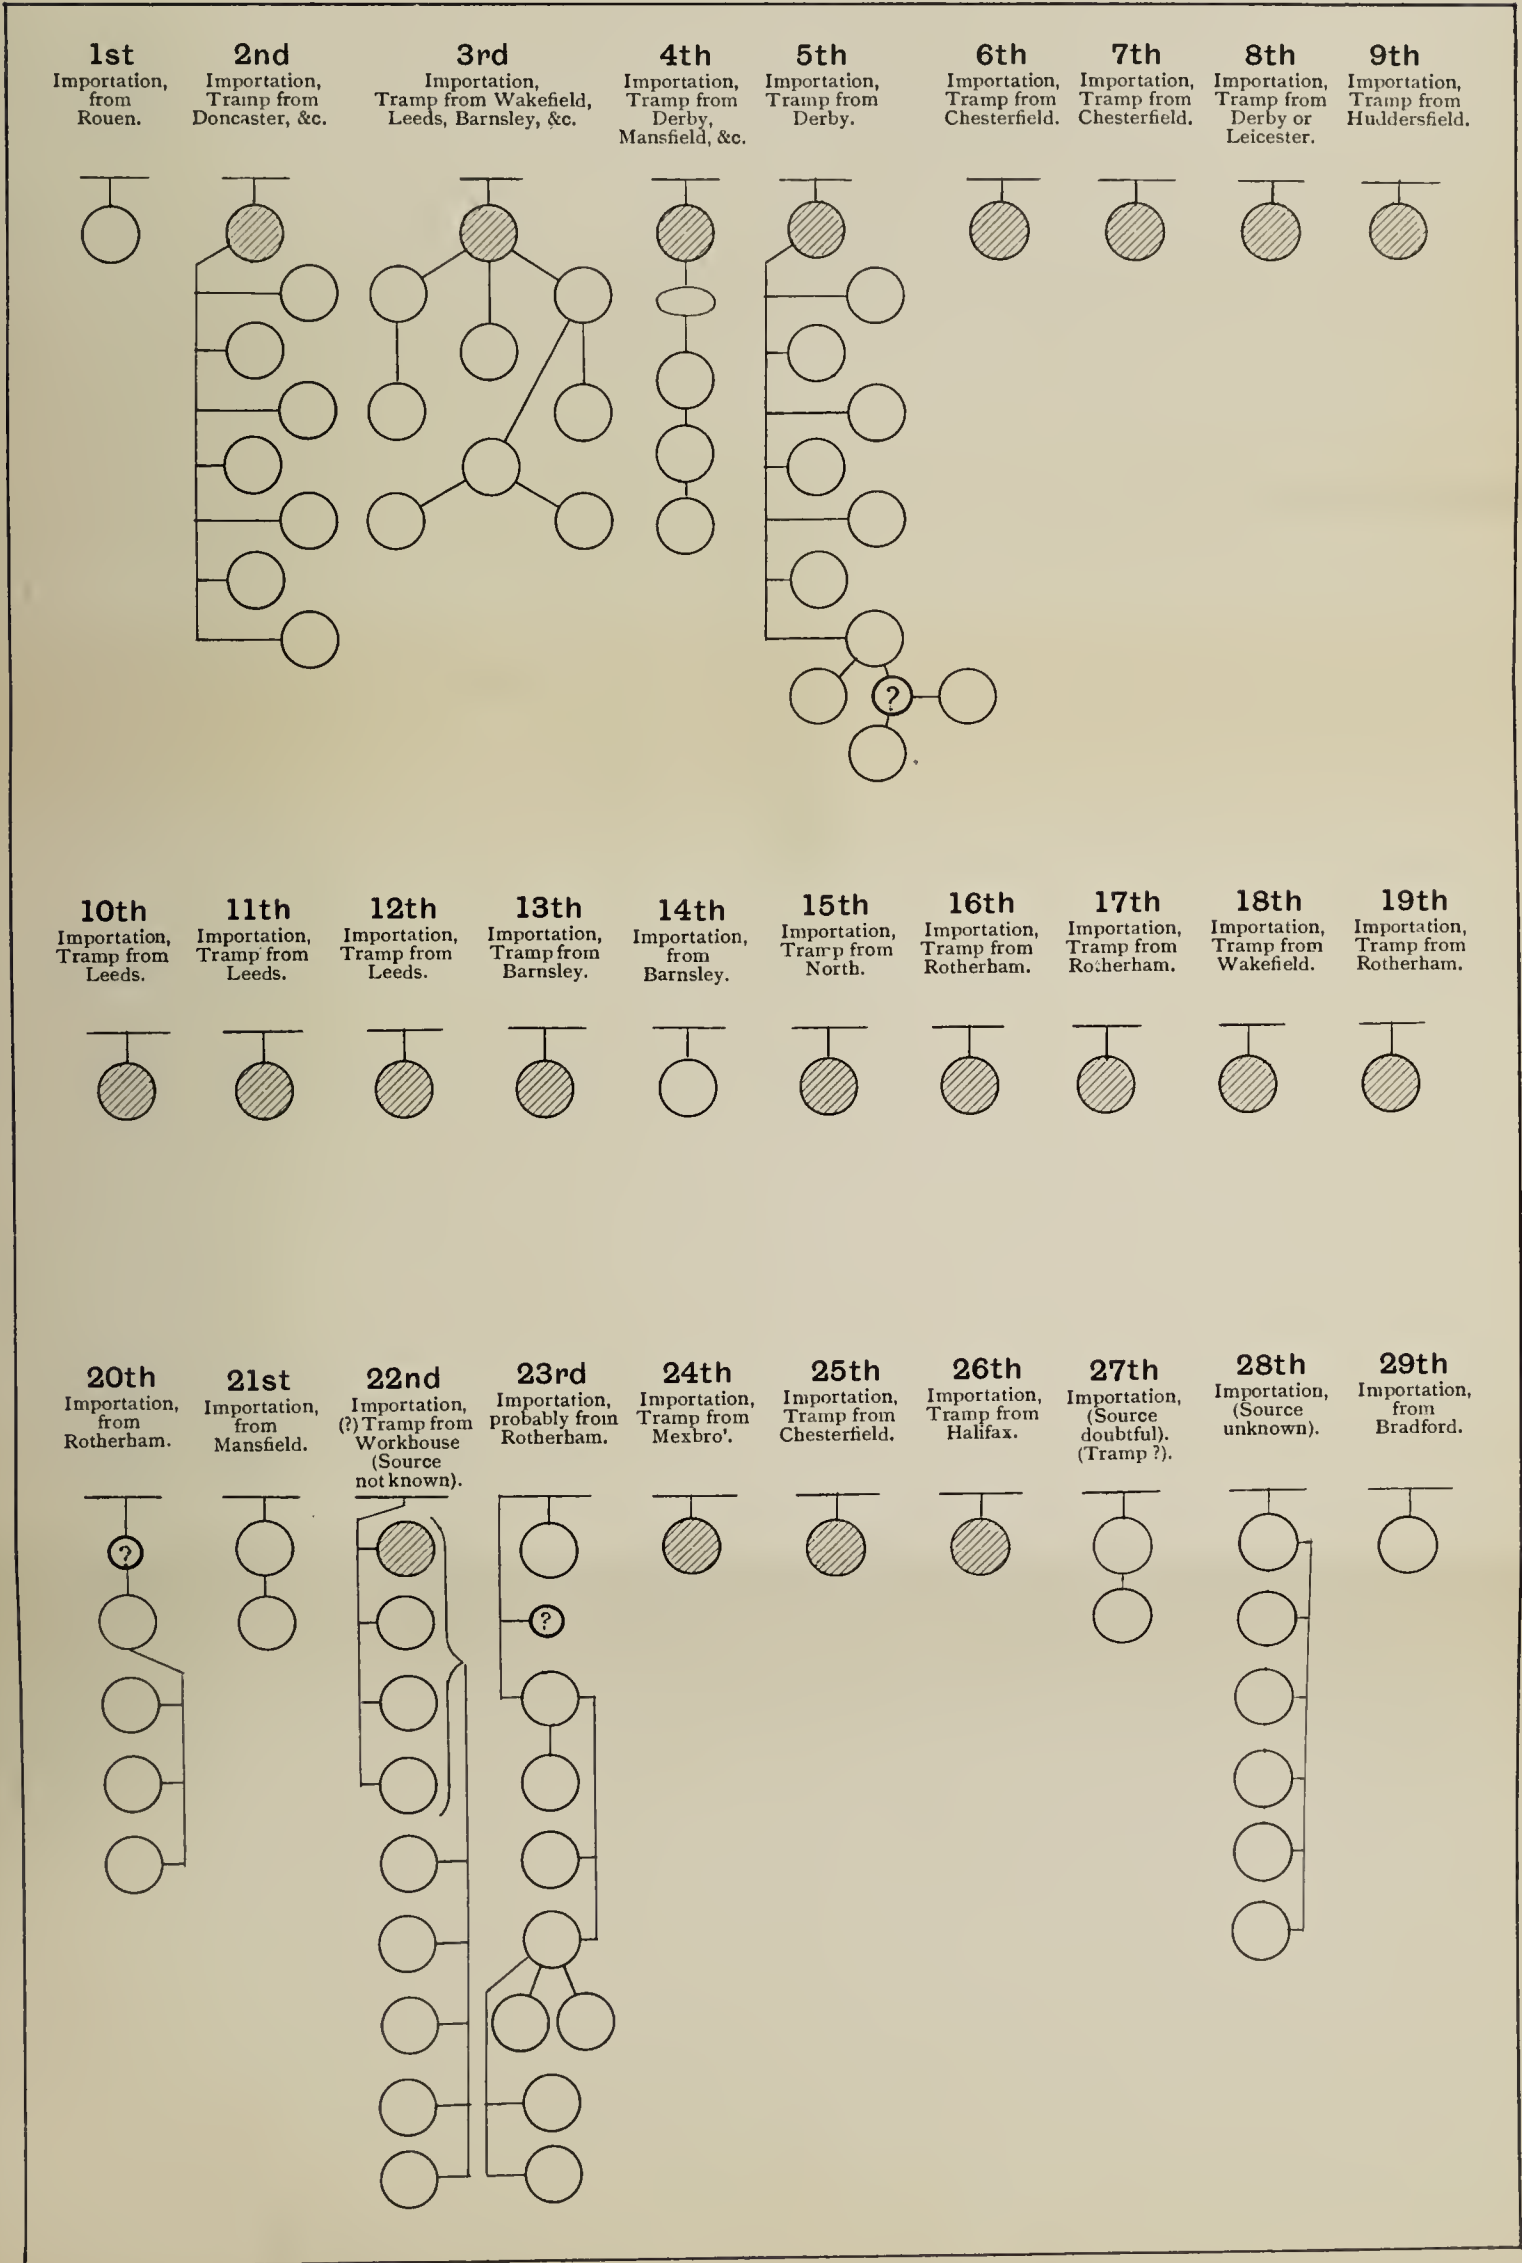 1st
Importation,
from
Rouen.
2nd
Importation,
Tramp from
Doncaster, &c.
3rd
Importation,
Tramp from Wakefield,
Leeds, Barnsley, &c.
4th
Importation,
Tramp from
Derby,
Mansfield, &c.
5th
Importation,
Tramp from
Derby.
6th
Importation,
Tramp from
Chesterfield.
7th
Importation,
Tramp from
Chesterfield.
8th
Importation,
Tramp from
Derby or
Leicester.
9th
Importation,
Tramp from
Huddersfield.
?
10th
Importation,
Tramp from
Leeds.
11th
Importation,
Tramp from
Leeds.
12th
Importation,
Tramp from
Leeds.
13th
Importation,
Tramp from
Barnsley.
14th
Importation,
from
Barnsley.
15th
Importation,
Tramp from
North.
16th
Importation,
Tramp from
Rotherham.
17th
Importation,
Tramp from
Rotherham.
18th
Importation,
Tramp from
Wakefield.
19th
Importation,
Tramp from
Rotherham.
20th
Importation,
from
Rotherham.
?
21st
Importation,
from
Mansfield.
22nd
Importation,
(?) Tramp from
Workhouse
(Source
not known).
23rd
Importation,
probably from
Rotherham.
?
24th
Importation,
Tramp from
Mexbro'.
25th
Importation,
Tramp from
Chesterfield.
26th
Importation,
Tramp from
Halifax.
27th
Importation,
(Source
doubtful).
(Tramp ?).
28th
Importation,
(Source
unknown).
29th
Importation,
from
Bradford.